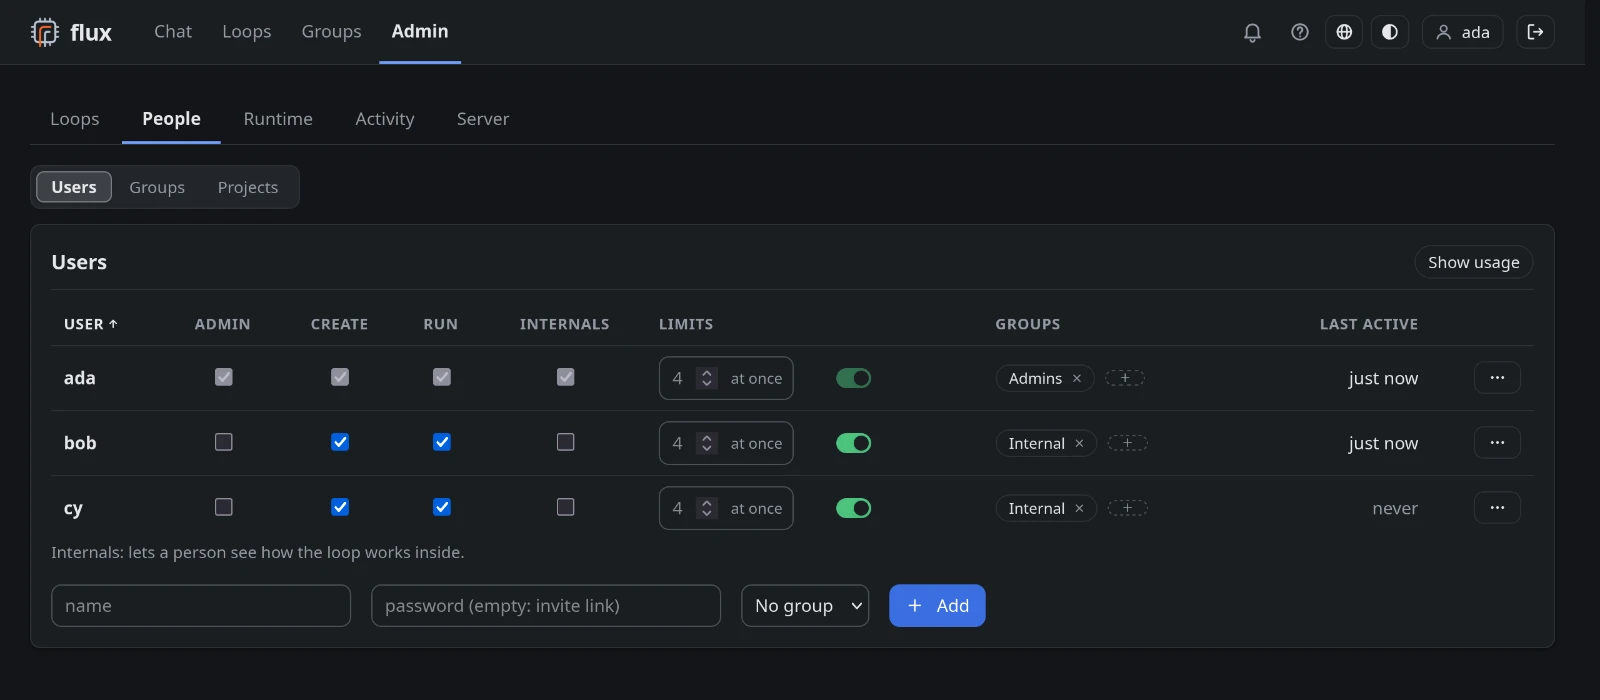 flux Chat Loops Groups Admin ada
Loops People Runtime Activity Server
Users Groups Projects
Users Show usage
USER ↑ ADMIN CREATE RUN INTERNALS LIMITS GROUPS LAST ACTIVE
ada 4 at once Admins × + just now ...
bob 4 at once Internal × + just now ...
cy 4 at once Internal × + never ...
Internals: lets a person see how the loop works inside.
name password (empty: invite link) No group + Add